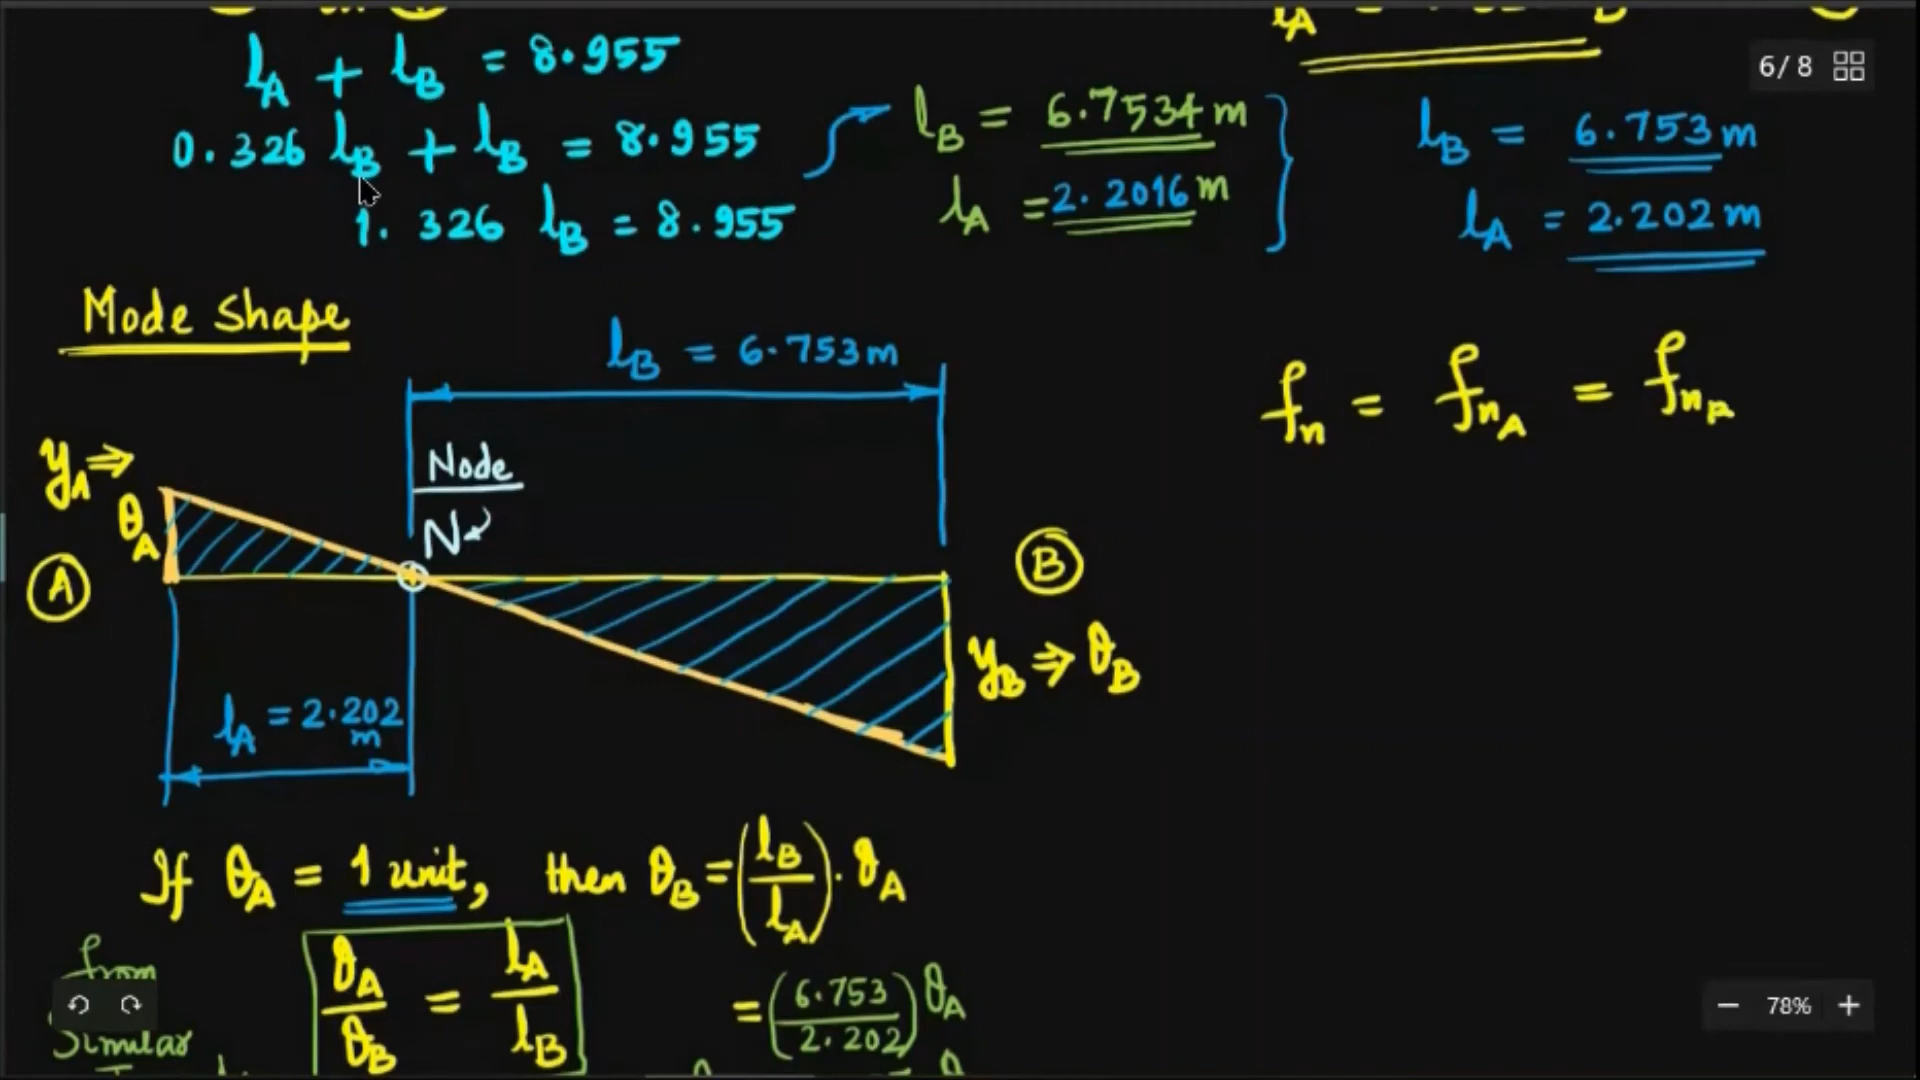 6/8
lA + lB = 8.955
0.326 lB + lB = 8.955
1.326 lB = 8.955
lB = 6.7534 m
lA = 2.2016 m
lB = 6.753 m
lA = 2.202 m
Mode Shape
lB = 6.753 m
fn = fnA = fnB
yA ⇒
θA
Node
N
A
B
yB ⇒ θB
lA = 2.202 m
If θA = 1 unit, then θB = (lB/lA) . θA
from
Similar
θA/θB = lA/lB
= (6.753/2.202) θA
78%